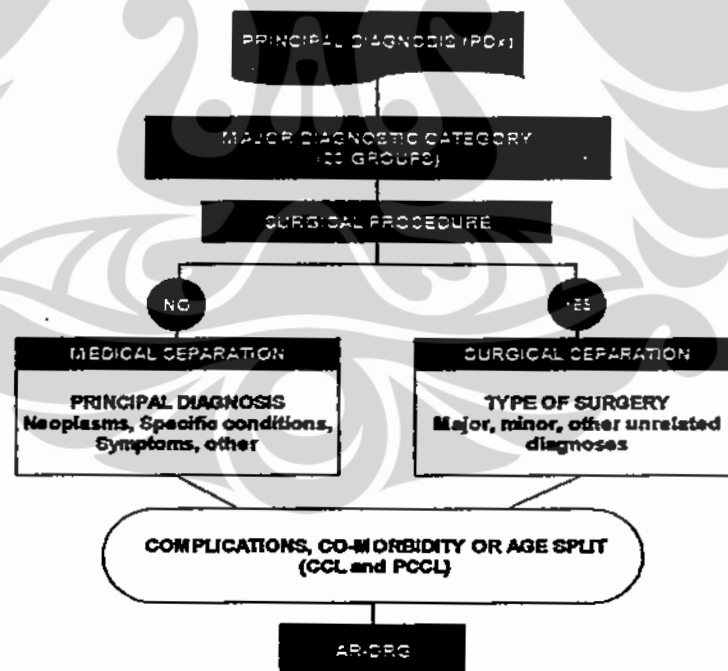 PRINCIPAL DIAGNOSIS (PDx)
MAJOR DIAGNOSTIC CATEGORY
GROUPS)
SURGICAL PROCEDURE
NO
YES
MEDICAL SEPARATION
PRINCIPAL DIAGNOSIS
Neoplasms, Specific conditions,
Symptoms, other
SURGICAL SEPARATION
TYPE OF SURGERY
Major, minor, other unrelated
diagnoses
COMPLICATIONS, CO-MORBIDITY OR AGE SPLIT
(CCL and PCCL)
AR-DRG